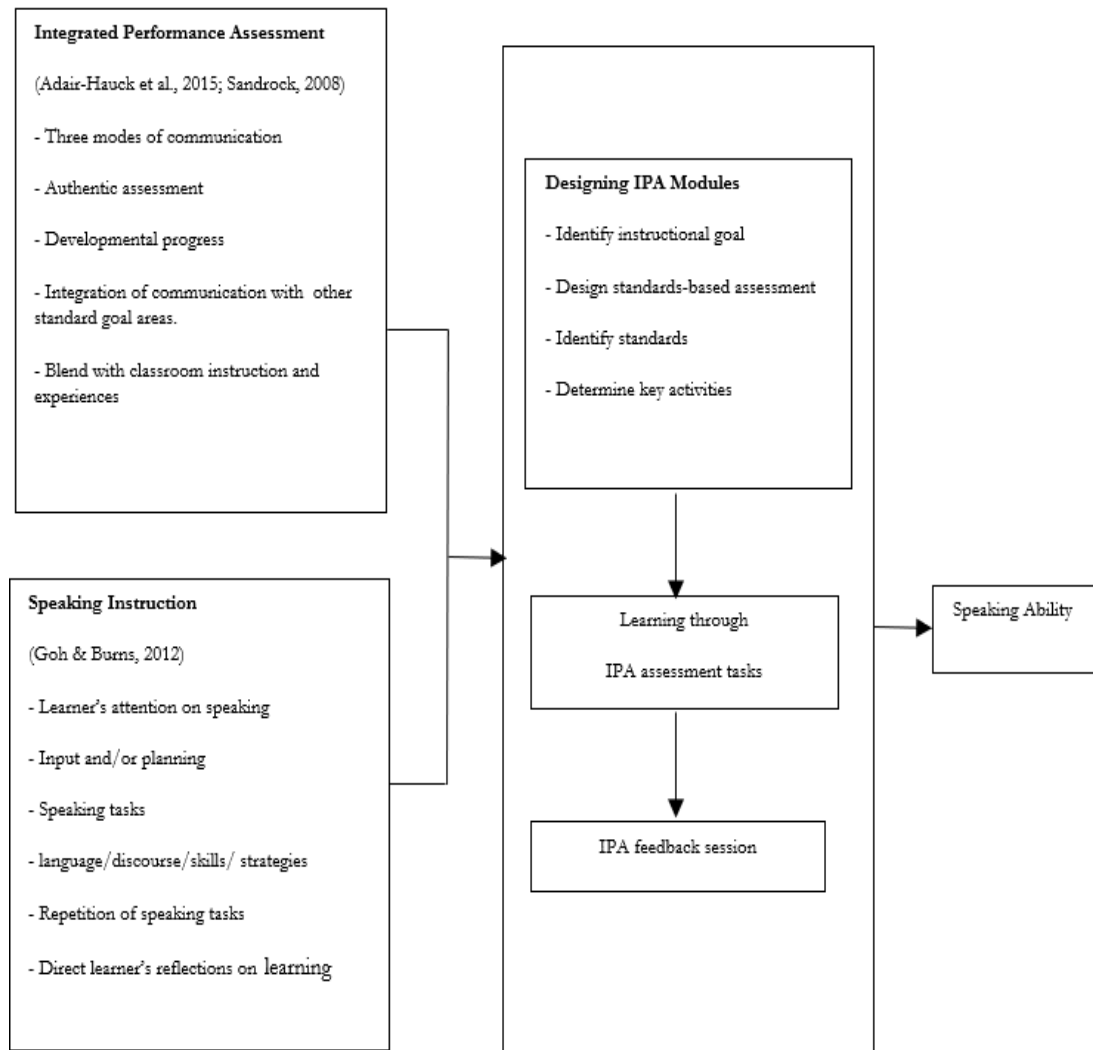 Integrated Performance Assessment
(Adair-Hauck et al., 2015; Sandrock, 2008)
- Three modes of communication
- Authentic assessment
- Developmental progress
- Integration of communication with other
standard goal areas.
- Blend with classroom instruction and
experiences
Speaking Instruction
(Goh & Burns, 2012)
- Learner's attention on speaking
- Input and/or planning
- Speaking tasks
- language/discourse/skills/ strategies
- Repetition of speaking tasks
- Direct learner's reflections on learning
Designing IPA Modules
- Identify instructional goal
- Design standards-based assessment
- Identify standards
- Determine key activities
Learning through
IPA assessment tasks
IPA feedback session
Speaking Ability